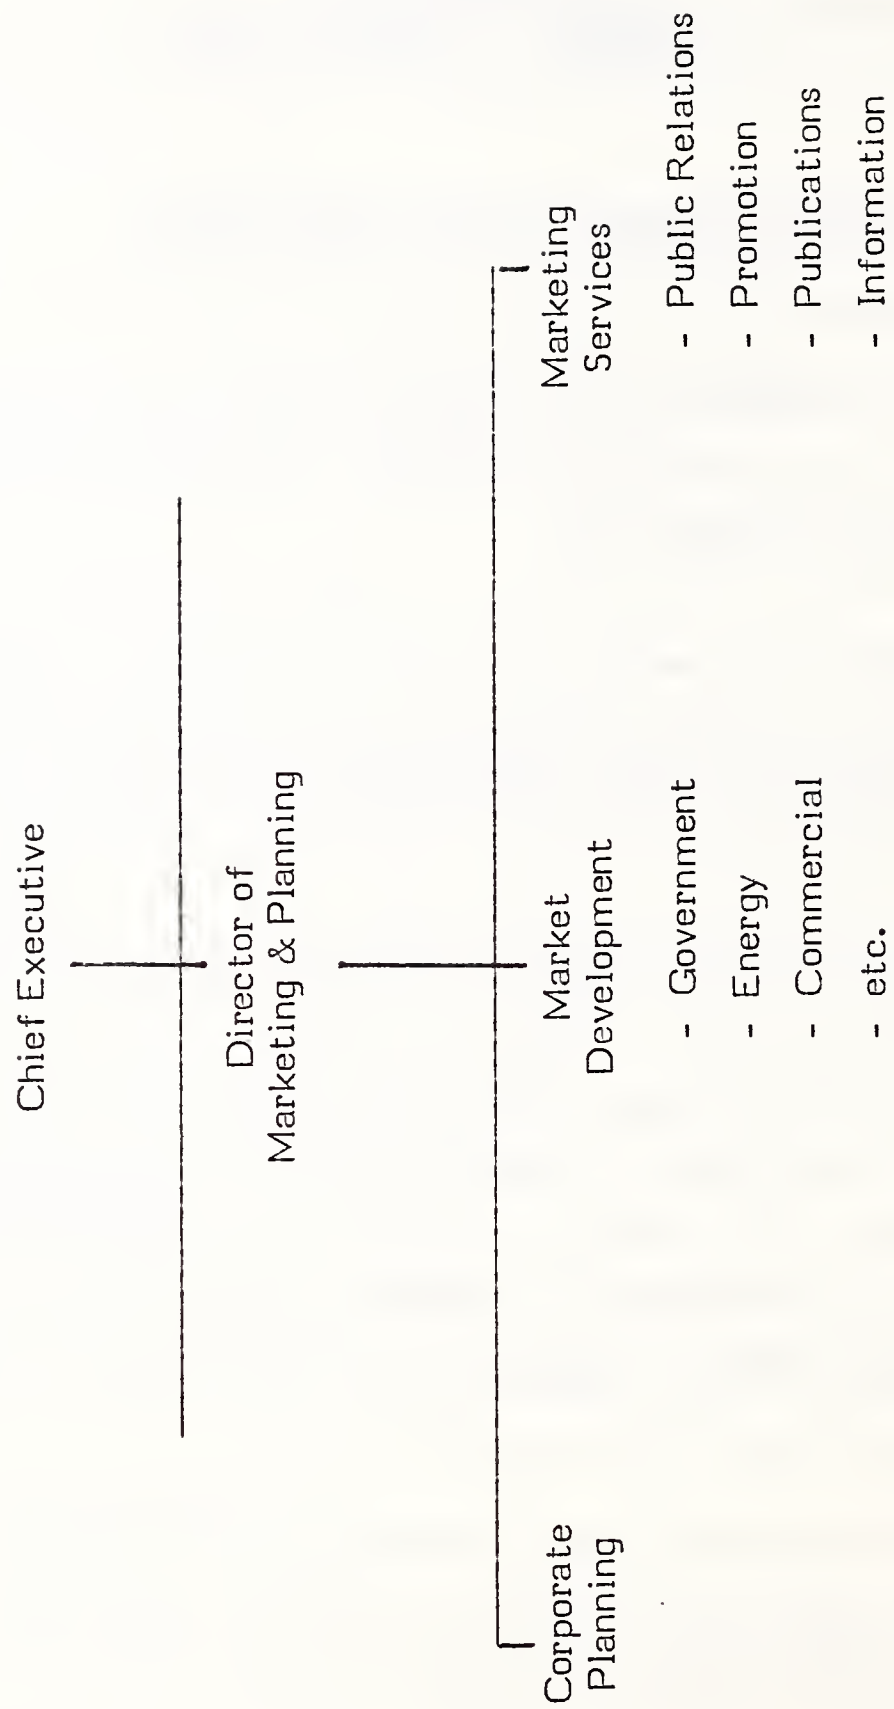 Chief Executive
Director of
Marketing & Planning
Corporate
Planning
Market
Development
- Government
- Energy
- Commercial
- etc.
Marketing
Services
- Public Relations
- Promotion
- Publications
- Information